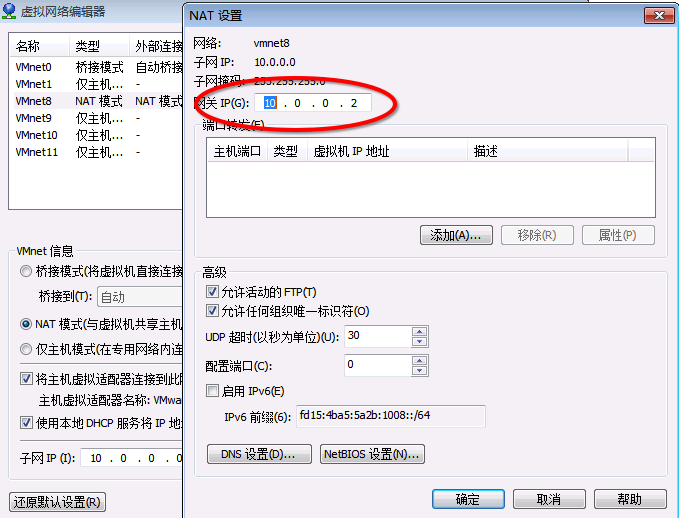 虚拟网络编辑器
名称 类型 外部连接
VMnet0 桥接模式 自动桥接
VMnet1 仅主机... -
VMnet8 NAT 模式 NAT 模式
VMnet9 仅主机... -
VMnet10 仅主机... -
VMnet11 仅主机... -
VMnet 信息
桥接模式(将虚拟机直接连接
桥接到(T): 自动
NAT 模式(与虚拟机共享主机
仅主机模式(在专用网络内连
将主机虚拟适配器连接到此网
主机虚拟适配器名称: VMwa
使用本地 DHCP 服务将 IP 地
子网 IP (I): 10 . 0 . 0 .
还原默认设置(R)
NAT 设置
网络: vmnet8
子网 IP: 10.0.0.0
子网掩码: 255.255.255.0
网关 IP(G): 10 . 0 . 0 . 2
端口转发(F)
主机端口 类型 虚拟机 IP 地址 描述
添加(A)... 移除(R) 属性(P)
高级
允许活动的 FTP(T)
允许任何组织唯一标识符(O)
UDP 超时(以秒为单位)(U): 30
配置端口(C): 0
启用 IPv6(E)
IPv6 前缀(6): fd15:4ba5:5a2b:1008::/64
DNS 设置(D)... NetBIOS 设置(N)...
确定 取消 帮助